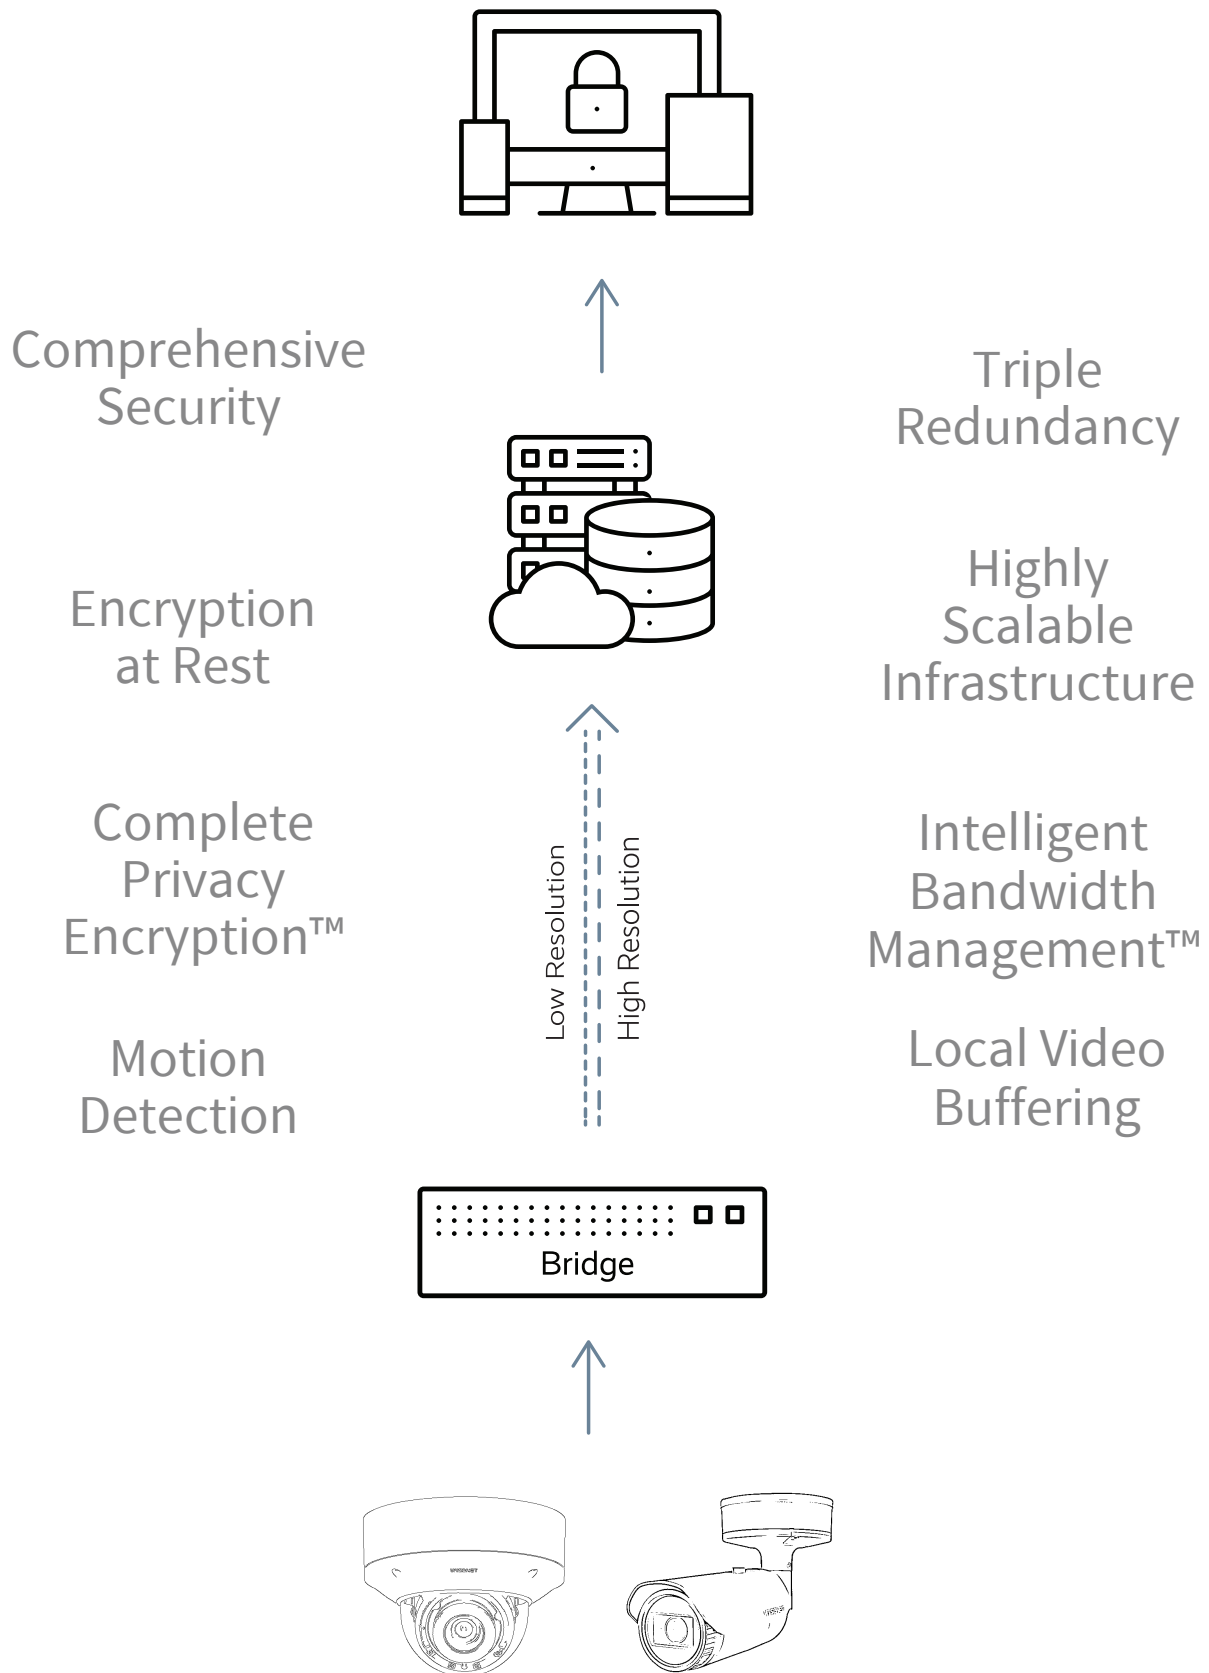 Comprehensive
Security
Triple
Redundancy
Encryption
at Rest
Highly
Scalable
Infrastructure
Complete
Privacy
Encryption™
Intelligent
Bandwidth
Management™
Low Resolution
High Resolution
Motion
Detection
Local Video
Buffering
Bridge